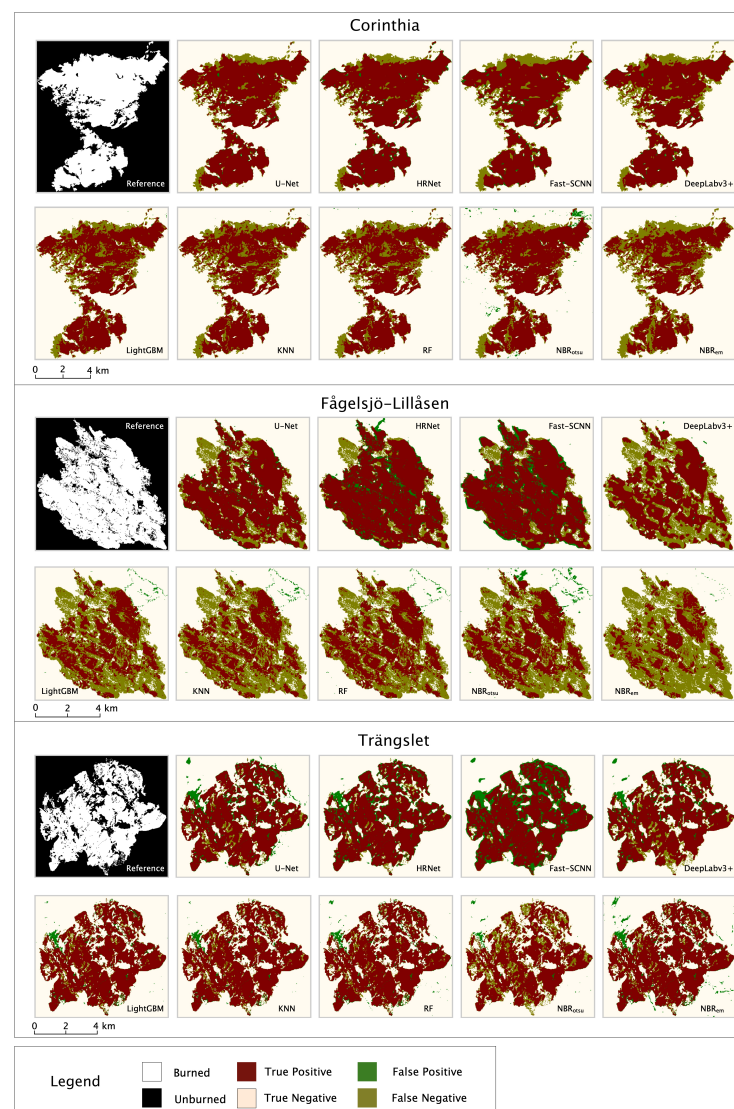 Corinthia
Reference
U-Net
HRNet
Fast-SCNN
DeepLabv3+
LightGBM
KNN
RF
NBRotsu
NBRem
0 2 4 km
Fågelsjö-Lillåsen
Reference
U-Net
HRNet
Fast-SCNN
DeepLabv3+
LightGBM
KNN
RF
NBRotsu
NBRem
0 2 4 km
Trängslet
Reference
U-Net
HRNet
Fast-SCNN
DeepLabv3+
LightGBM
KNN
RF
NBRotsu
NBRem
0 2 4 km
Legend
Burned
True Positive
False Positive
Unburned
True Negative
False Negative